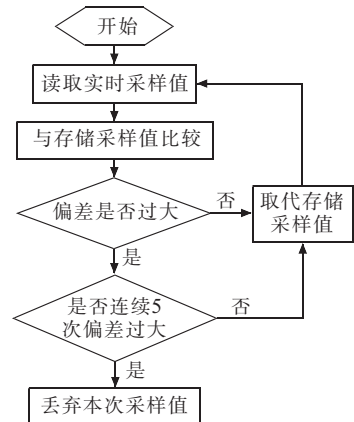 开始
读取实时采样值
与存储采样值比较
偏差是否过大
否
取代存储
采样值
是
是否连续5
次偏差过大
否
是
丢弃本次采样值